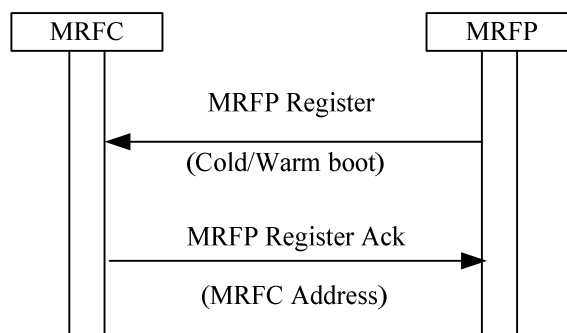 MRFC
MRFP
MRFP Register
(Cold/Warm boot)
MRFP Register Ack
(MRFC Address)